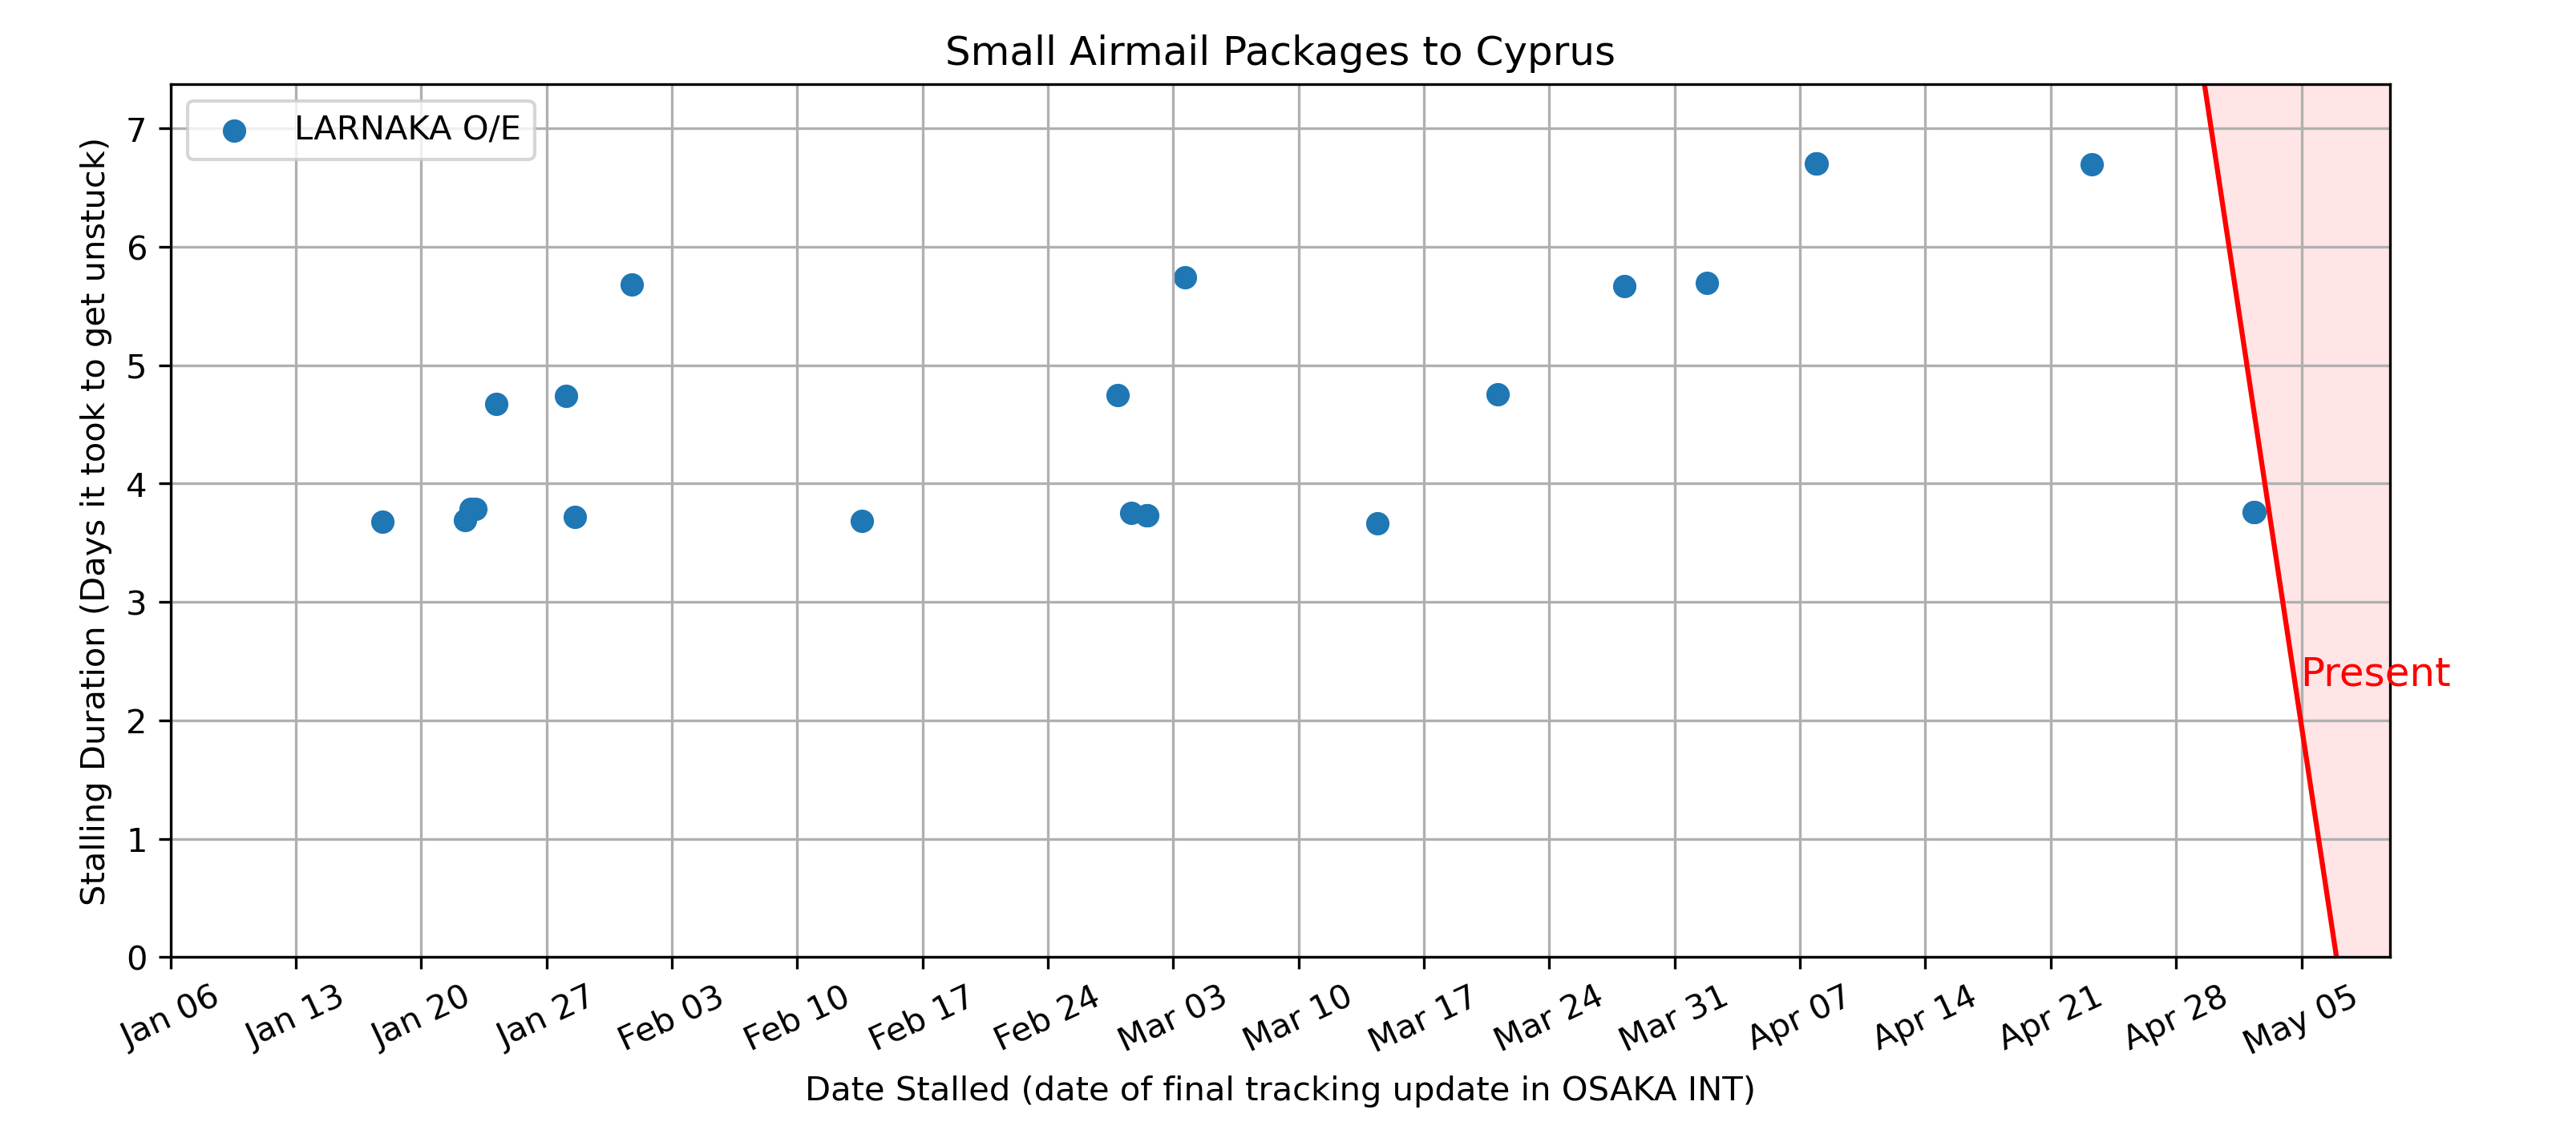 Small Airmail Packages to Cyprus
LARNAKA O/E
Stalling Duration (Days it took to get unstuck)
7
6
5
4
3
2
1
0
Present
Jan 06
Jan 13
Jan 20
Jan 27
Feb 03
Feb 10
Feb 17
Feb 24
Mar 03
Mar 10
Mar 17
Mar 24
Mar 31
Apr 07
Apr 14
Apr 21
Apr 28
May 05
Date Stalled (date of final tracking update in OSAKA INT)